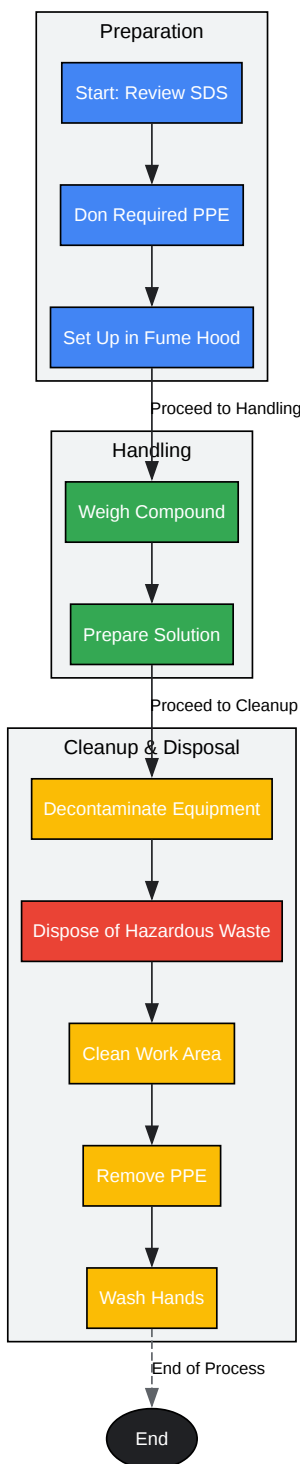 Preparation
Start: Review SDS
Don Required PPE
Set Up in Fume Hood
Proceed to Handling
Handling
Weigh Compound
Prepare Solution
Proceed to Cleanup
Cleanup & Disposal
Decontaminate Equipment
Dispose of Hazardous Waste
Clean Work Area
Remove PPE
Wash Hands
End of Process
End